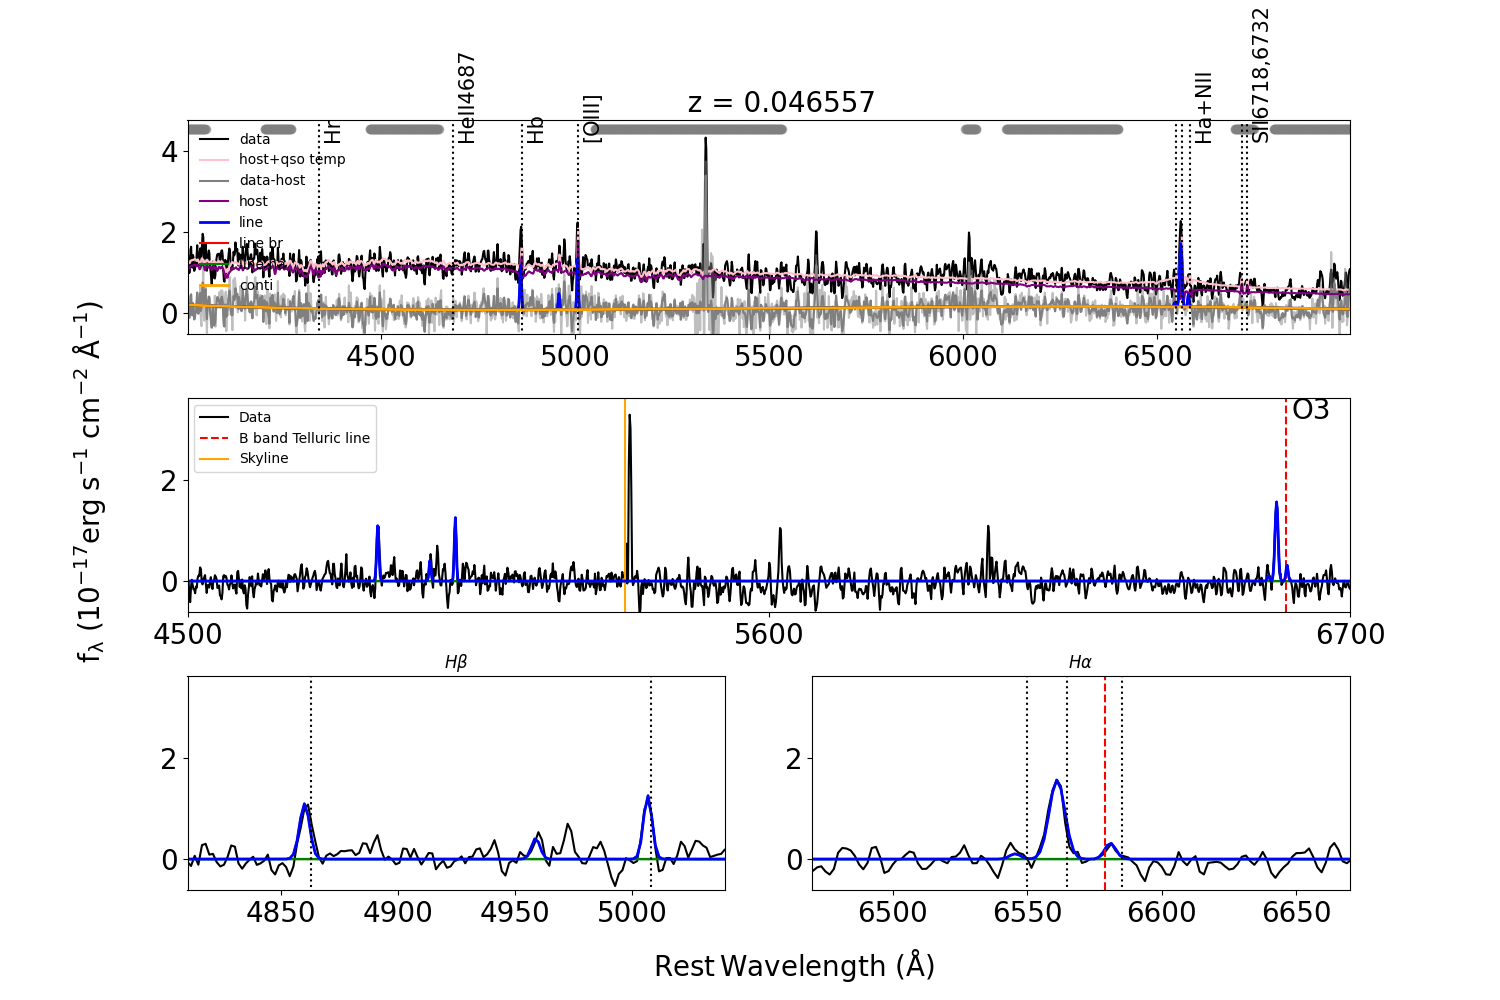 z = 0.046557
Hr
HeII4687
Hb
[OIII]
Ha+NII
SII6718,6732
data
host+qso temp
data-host
host
line
line br
conti
4
2
0
4500
5000
5500
6000
6500
Data
B band Telluric line
Skyline
O3
2
0
4500
5600
6700
fλ (10⁻¹⁷erg s⁻¹ cm⁻² Å⁻¹)
Hβ
2
0
4850
4900
4950
5000
Hα
2
0
6500
6550
6600
6650
Rest Wavelength (Å)